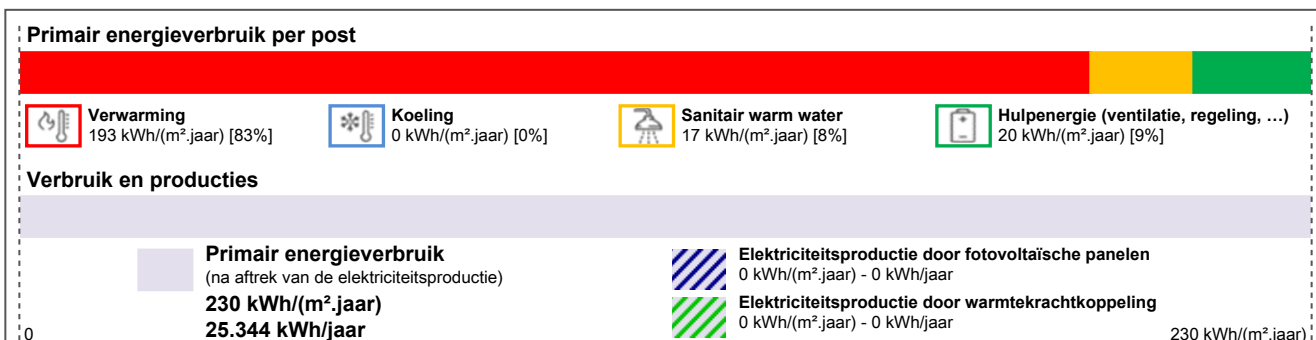 Primair energieverbruik per post
Verwarming
193 kWh/(m².jaar) [83%]
Koeling
0 kWh/(m².jaar) [0%]
Sanitair warm water
17 kWh/(m².jaar) [8%]
Hulpenergie (ventilatie, regeling, …)
20 kWh/(m².jaar) [9%]
Verbruik en producties
Primair energieverbruik
(na aftrek van de elektriciteitsproductie)
230 kWh/(m².jaar)
25.344 kWh/jaar
Elektriciteitsproductie door fotovoltaïsche panelen
0 kWh/(m².jaar) - 0 kWh/jaar
Elektriciteitsproductie door warmtekrachtkoppeling
0 kWh/(m².jaar) - 0 kWh/jaar
0
230 kWh/(m².jaar)